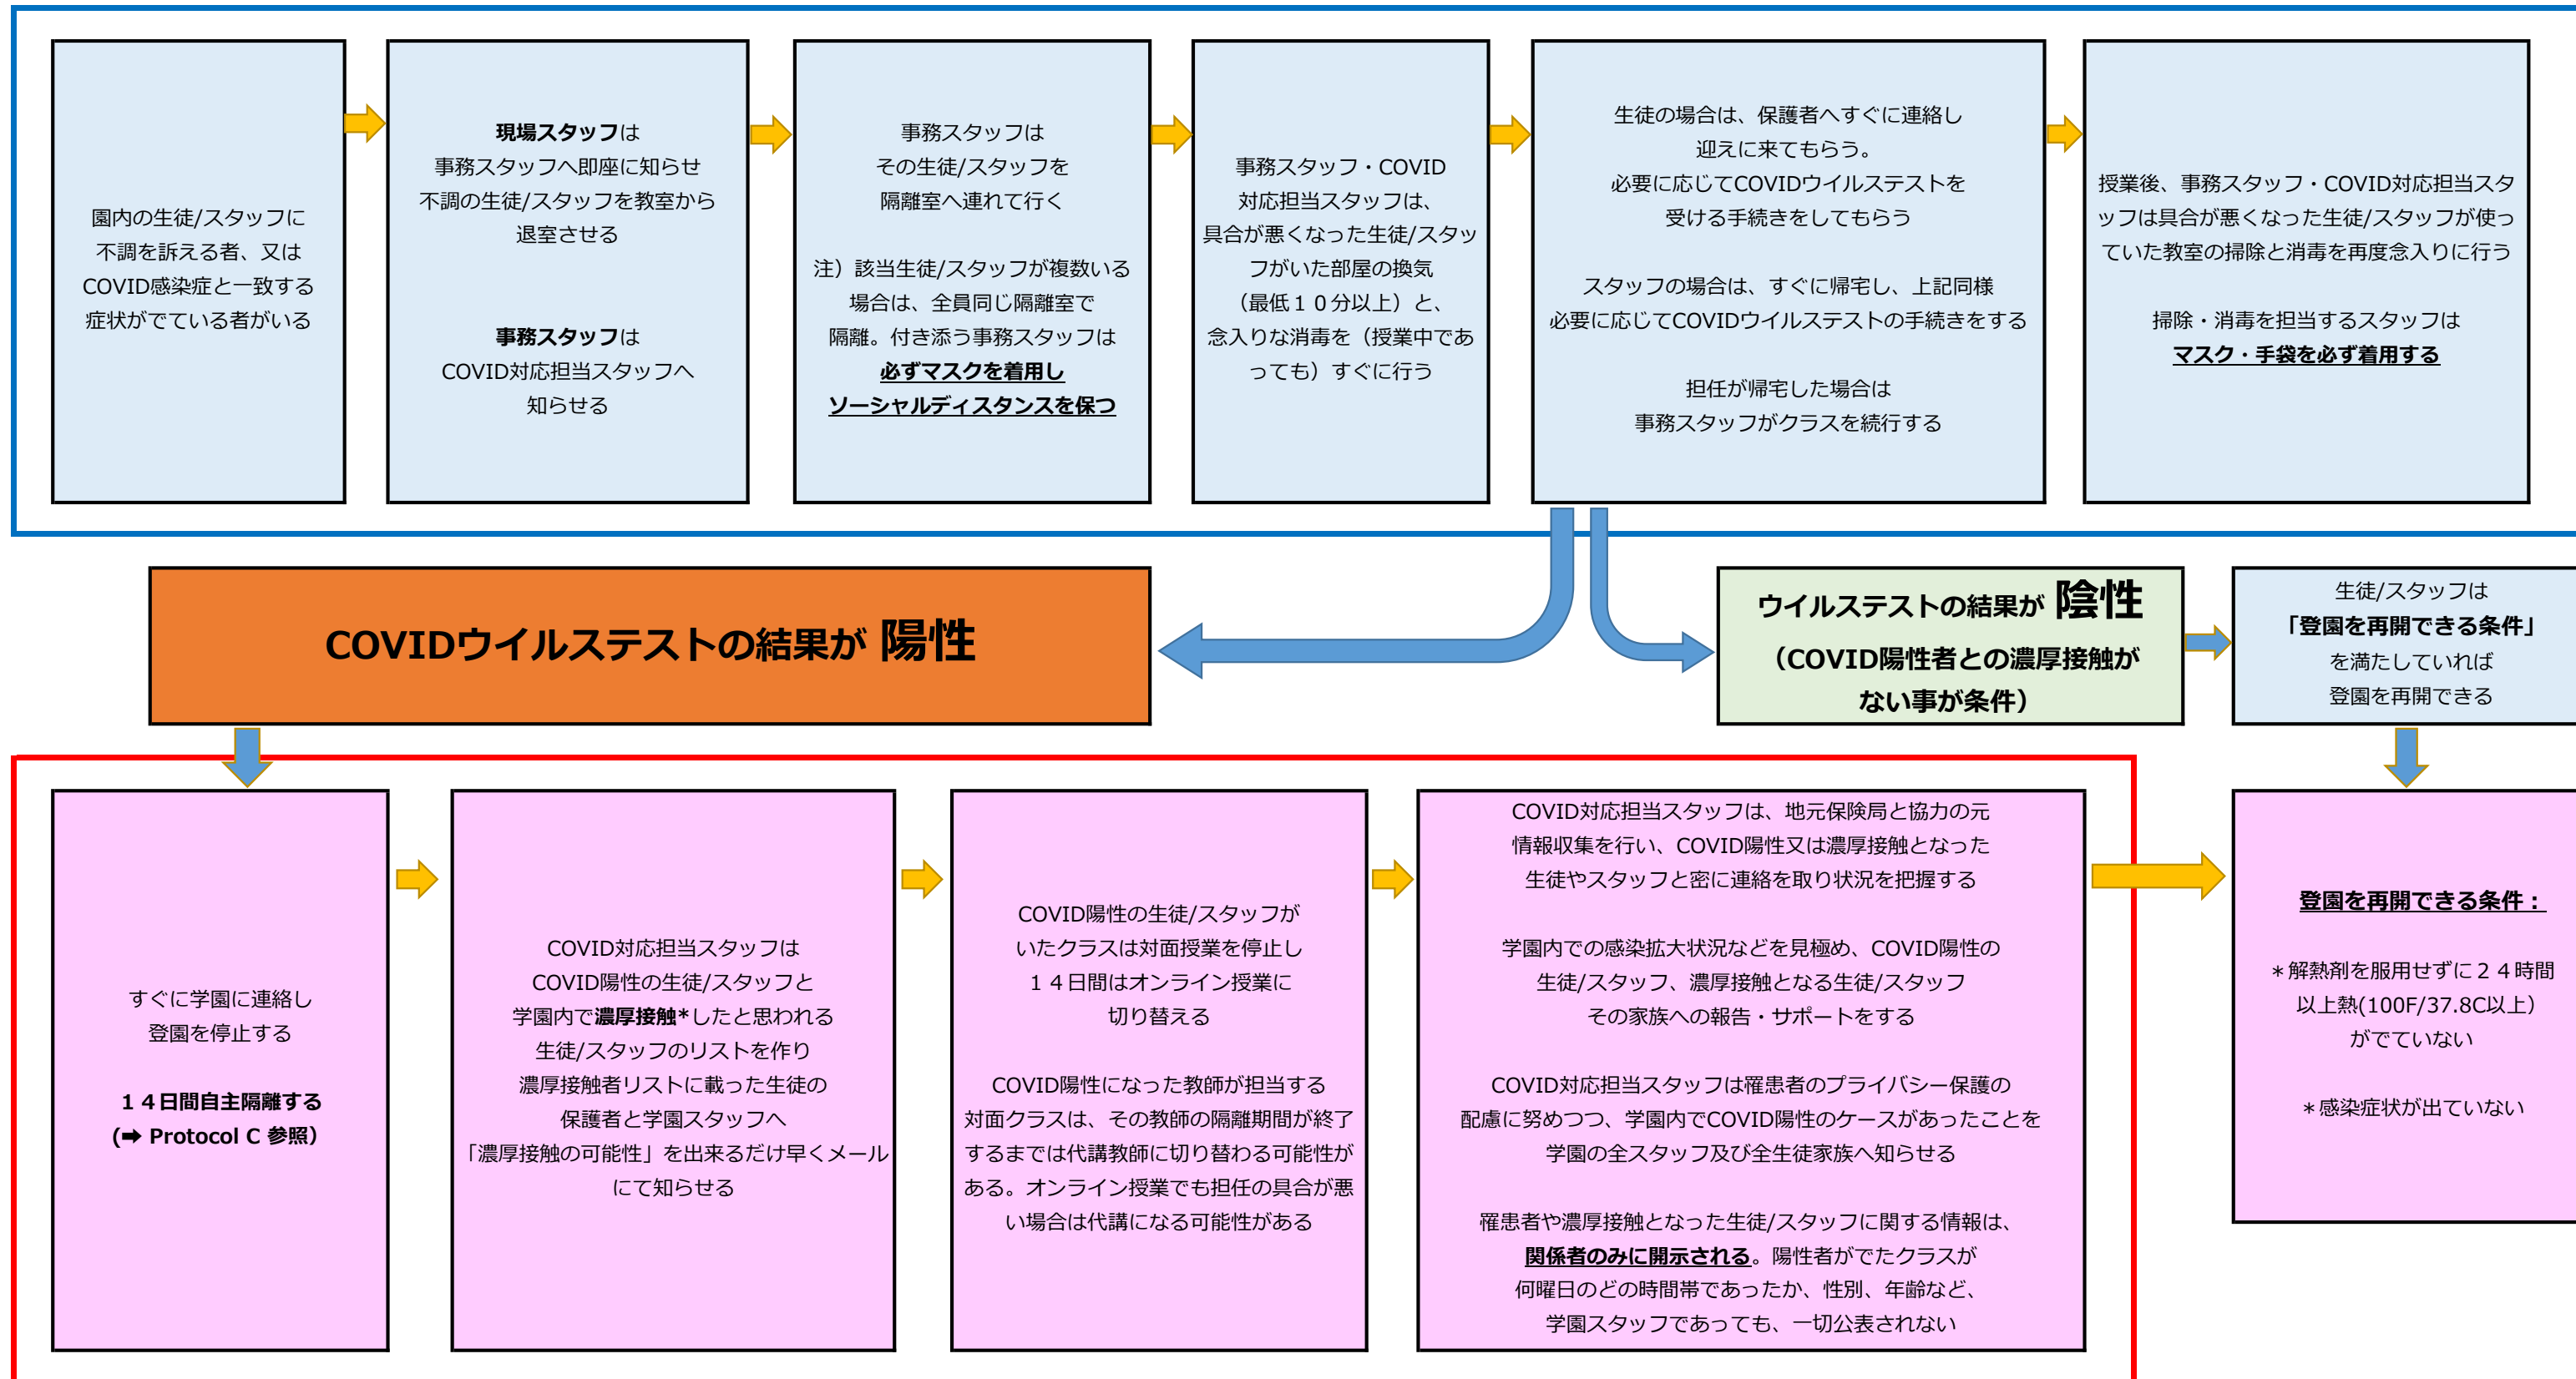 園内の生徒/スタッフに
不調を訴える者、又は
COVID感染症と一致する
症状がでている者がいる
現場スタッフは
事務スタッフへ即座に知らせ
不調の生徒/スタッフを教室から
退室させる
事務スタッフは
COVID対応担当スタッフへ
知らせる
事務スタッフは
その生徒/スタッフを
隔離室へ連れて行く
注）該当生徒/スタッフが複数いる
場合は、全員同じ隔離室で
隔離。付き添う事務スタッフは
必ずマスクを着用し
ソーシャルディスタンスを保つ
事務スタッフ・COVID
対応担当スタッフは、
具合が悪くなった生徒/スタッ
フがいた部屋の換気
（最低１０分以上）と、
念入りな消毒を（授業中であ
っても）すぐに行う
生徒の場合は、保護者へすぐに連絡し
迎えに来てもらう。
必要に応じてCOVIDウイルステストを
受ける手続きをしてもらう
スタッフの場合は、すぐに帰宅し、上記同様
必要に応じてCOVIDウイルステストの手続きをする
担任が帰宅した場合は
事務スタッフがクラスを続行する
授業後、事務スタッフ・COVID対応担当スタ
ッフは具合が悪くなった生徒/スタッフが使っ
ていた教室の掃除と消毒を再度念入りに行う
掃除・消毒を担当するスタッフは
マスク・手袋を必ず着用する
COVIDウイルステストの結果が 陽性
ウイルステストの結果が 陰性
（COVID陽性者との濃厚接触が
ない事が条件）
生徒/スタッフは
「登園を再開できる条件」
を満たしていれば
登園を再開できる
すぐに学園に連絡し
登園を停止する
１４日間自主隔離する
(➡ Protocol C 参照）
COVID対応担当スタッフは
COVID陽性の生徒/スタッフと
学園内で濃厚接触*したと思われる
生徒/スタッフのリストを作り
濃厚接触者リストに載った生徒の
保護者と学園スタッフへ
「濃厚接触の可能性」を出来るだけ早くメール
にて知らせる
COVID陽性の生徒/スタッフが
いたクラスは対面授業を停止し
１４日間はオンライン授業に
切り替える
COVID陽性になった教師が担当する
対面クラスは、その教師の隔離期間が終了
するまでは代講教師に切り替わる可能性が
ある。オンライン授業でも担任の具合が悪
い場合は代講になる可能性がある
COVID対応担当スタッフは、地元保険局と協力の元
情報収集を行い、COVID陽性又は濃厚接触となった
生徒やスタッフと密に連絡を取り状況を把握する
学園内での感染拡大状況などを見極め、COVID陽性の
生徒/スタッフ、濃厚接触となる生徒/スタッフ
その家族への報告・サポートをする
COVID対応担当スタッフは罹患者のプライバシー保護の
配慮に努めつつ、学園内でCOVID陽性のケースがあったことを
学園の全スタッフ及び全生徒家族へ知らせる
罹患者や濃厚接触となった生徒/スタッフに関する情報は、
関係者のみに開示される。陽性者がでたクラスが
何曜日のどの時間帯であったか、性別、年齢など、
学園スタッフであっても、一切公表されない
登園を再開できる条件：
＊解熱剤を服用せずに２４時間
以上熱(100F/37.8C以上）
がでていない
＊感染症状が出ていない